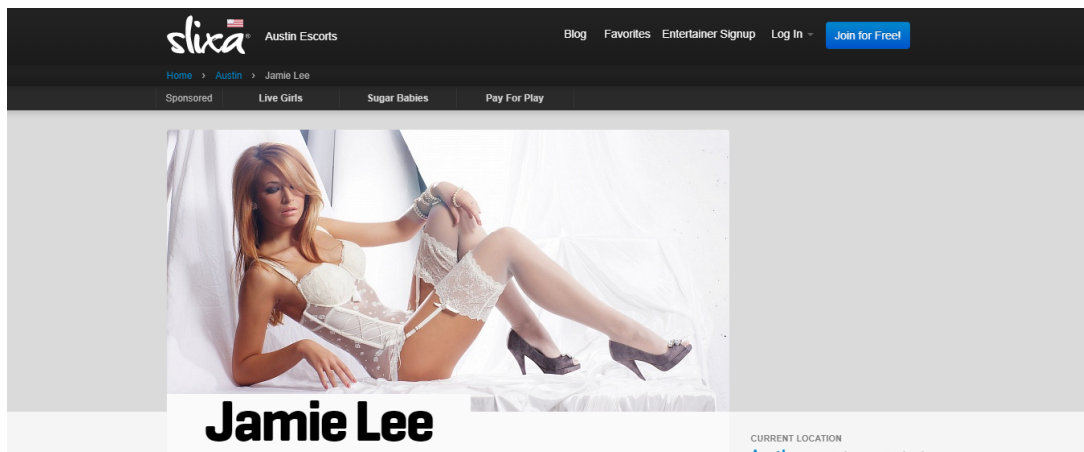 slixa®
Austin Escorts
Blog
Favorites
Entertainer Signup
Log In
Join for Free!
Home › Austin › Jamie Lee
Sponsored
Live Girls
Sugar Babies
Pay For Play
Jamie Lee
CURRENT LOCATION